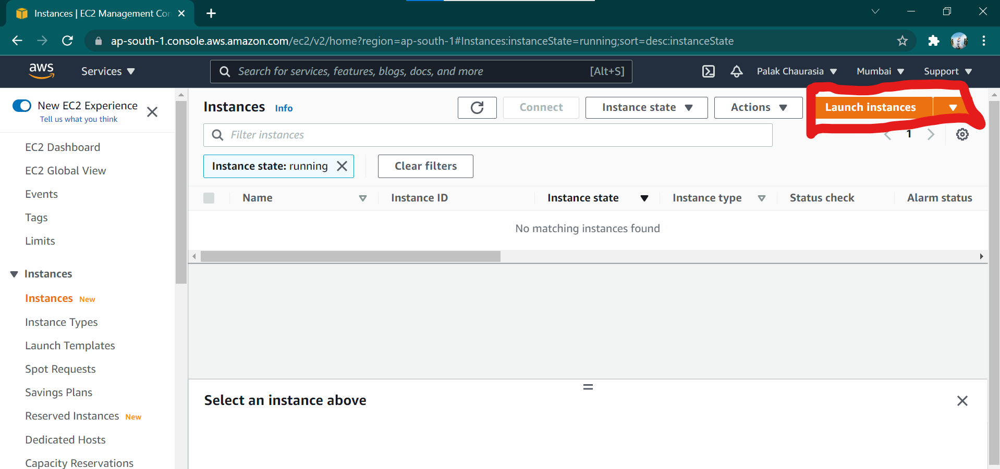 Instances | EC2 Management Con
ap-south-1.console.aws.amazon.com/ec2/v2/home?region=ap-south-1#Instances:instanceState=running;sort=desc:instanceState
aws Services Search for services, features, blogs, docs, and more [Alt+S] Palak Chaurasia Mumbai Support
New EC2 Experience
Tell us what you think
EC2 Dashboard
EC2 Global View
Events
Tags
Limits
Instances
Instances New
Instance Types
Launch Templates
Spot Requests
Savings Plans
Reserved Instances New
Dedicated Hosts
Capacity Reservations
Instances Info Connect Instance state Actions Launch instances
Filter instances 1
Instance state: running Clear filters
Name Instance ID Instance state Instance type Status check Alarm status
No matching instances found
Select an instance above